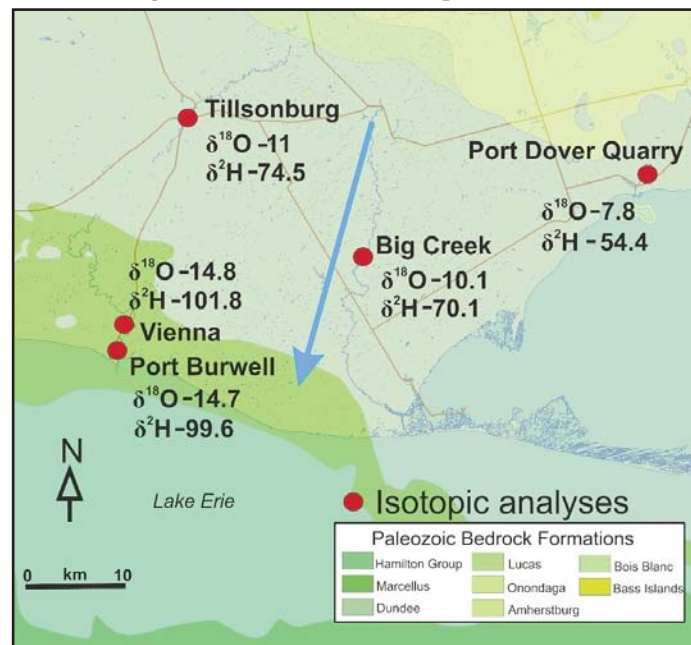 Tillsonburg
δ¹⁸O -11
δ²H -74.5
Port Dover Quarry
δ¹⁸O -7.8
δ²H - 54.4
Big Creek
δ¹⁸O -10.1
δ²H -70.1
δ¹⁸O -14.8
δ²H -101.8
Vienna
Port Burwell
δ¹⁸O -14.7
δ²H -99.6
N
Lake Erie
0 km 10
Isotopic analyses
Paleozoic Bedrock Formations
Hamilton Group
Marcellus
Dundee
Lucas
Onondaga
Amherstburg
Bois Blanc
Bass Islands